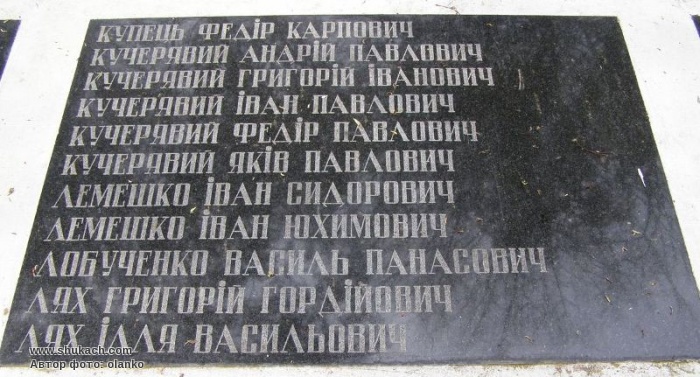 КУПЕЦЬ ФЕДІР КАРПОВИЧ
КУЧЕРЯВИЙ АНДРІЙ ПАВЛОВИЧ
КУЧЕРЯВИЙ ГРИГОРІЙ ІВАНОВИЧ
КУЧЕРЯВИЙ ІВАН ПАВЛОВИЧ
КУЧЕРЯВИЙ ФЕДІР ПАВЛОВИЧ
КУЧЕРЯВИЙ ЯКІВ ПАВЛОВИЧ
ЛЕМЕШКО ІВАН СИДОРОВИЧ
ЛЕМЕШКО ІВАН ЮХИМОВИЧ
ЛОБУЧЕНКО ВАСИЛЬ ПАНАСОВИЧ
ЛЯХ ГРИГОРІЙ ГОРДІЙОВИЧ
ЛЯХ ІЛЛЯ ВАСИЛЬОВИЧ
www.shukach.com
Автор фото: olanko